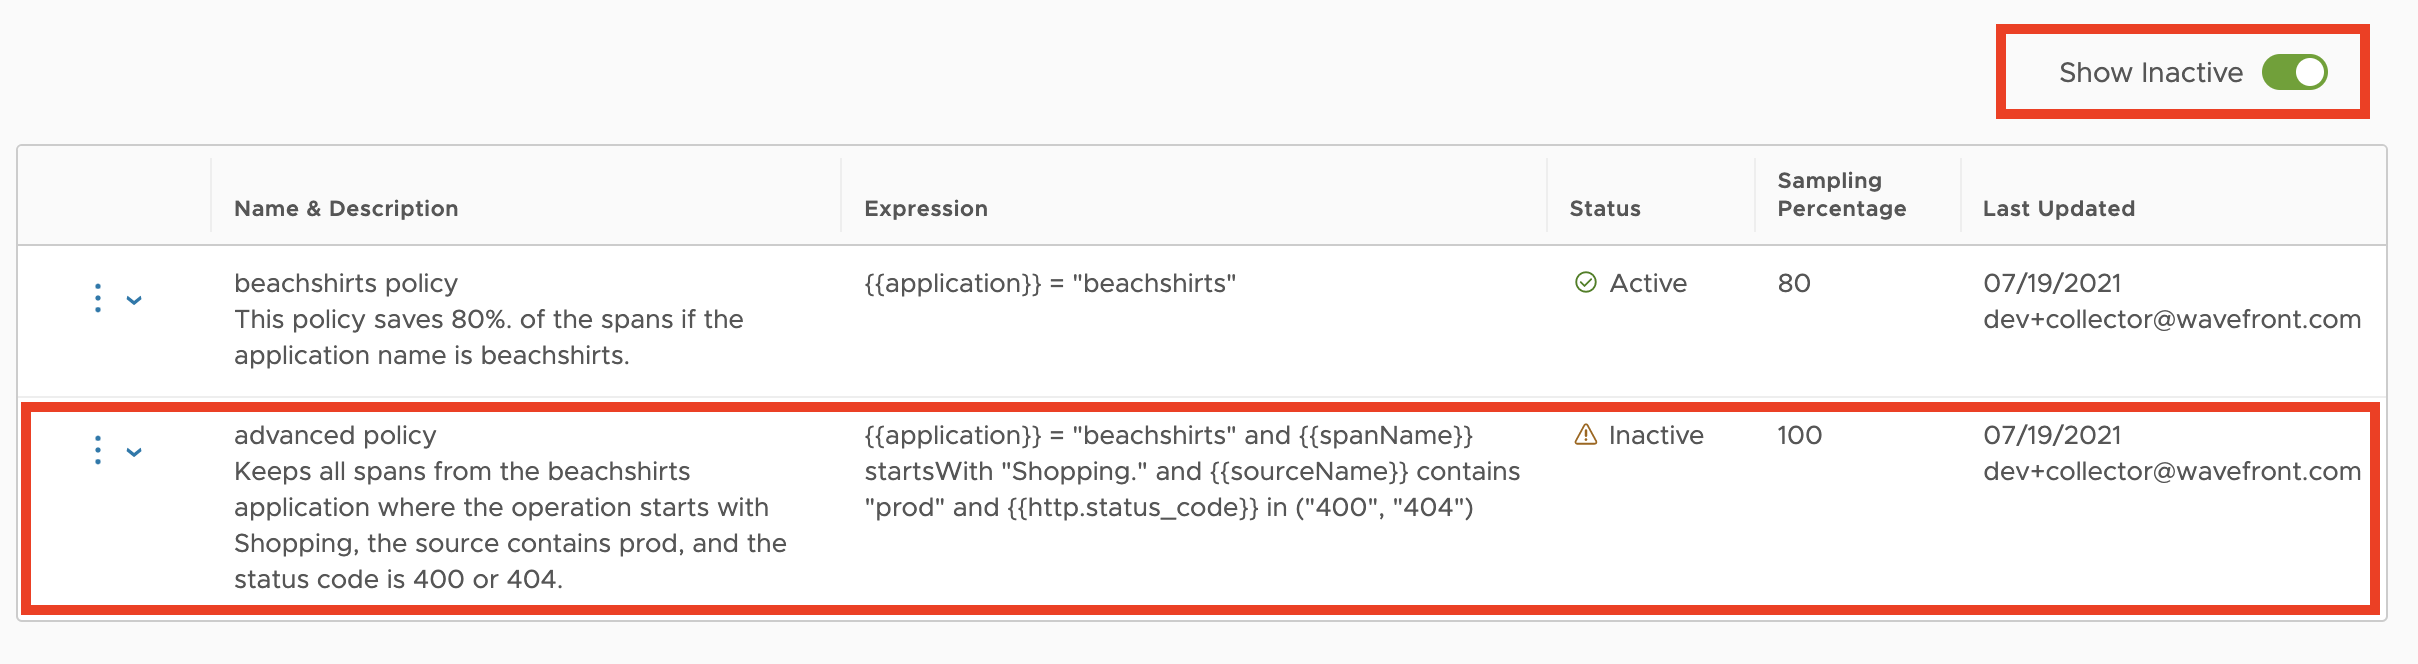 Show Inactive
Name & Description
Expression
Status
Sampling
Percentage
Last Updated
beachshirts policy
This policy saves 80%. of the spans if the
application name is beachshirts.
{{application}} = "beachshirts"
Active
80
07/19/2021
dev+collector@wavefront.com
advanced policy
Keeps all spans from the beachshirts
application where the operation starts with
Shopping, the source contains prod, and the
status code is 400 or 404.
{{application}} = "beachshirts" and {{spanName}}
startsWith "Shopping." and {{sourceName}} contains
"prod" and {{http.status_code}} in ("400", "404")
Inactive
100
07/19/2021
dev+collector@wavefront.com